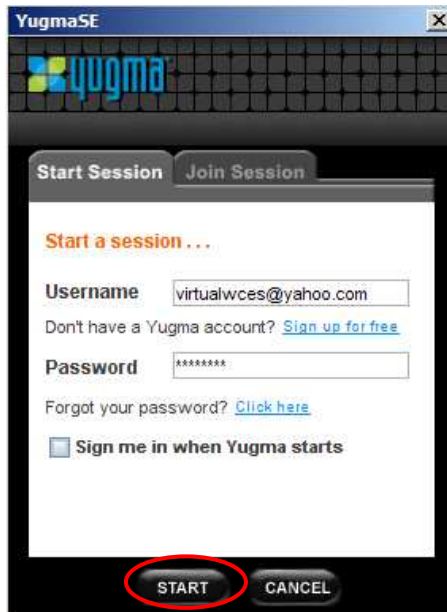 YugmaSE
yugma
Start Session Join Session
Start a session . . .
Username virtualwces@yahoo.com
Don't have a Yugma account? Sign up for free
Password ********
Forgot your password? Click here
Sign me in when Yugma starts
START CANCEL